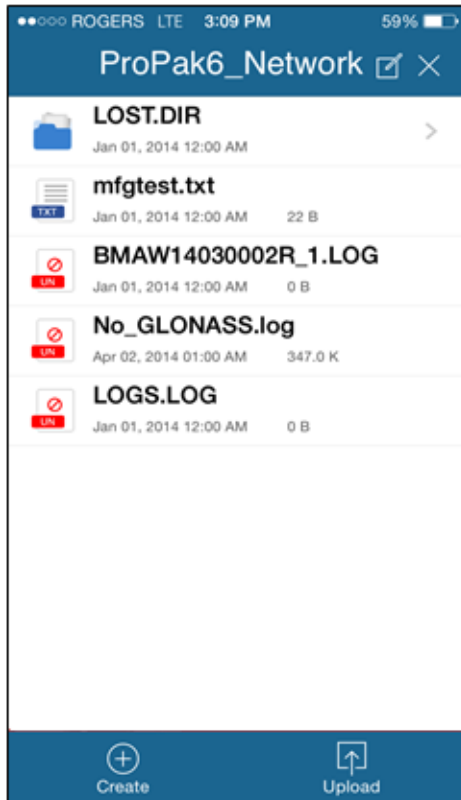 ROGERS LTE 3:09 PM 59%
ProPak6_Network
LOST.DIR
Jan 01, 2014 12:00 AM
mfgtest.txt
TXT
Jan 01, 2014 12:00 AM 22 B
BMAW14030002R_1.LOG
UN
Jan 01, 2014 12:00 AM 0 B
No_GLONASS.log
UN
Apr 02, 2014 01:00 AM 347.0 K
LOGS.LOG
UN
Jan 01, 2014 12:00 AM 0 B
Create Upload